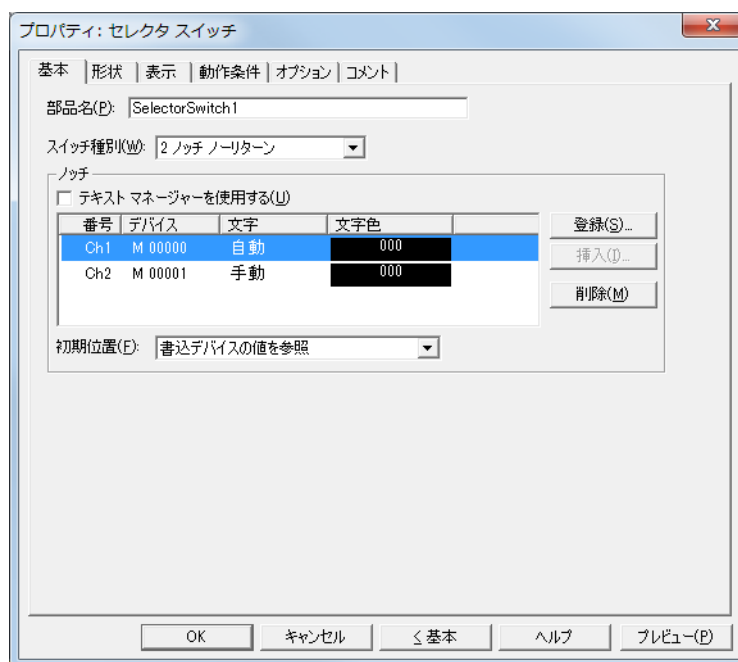 プロパティ: セレクタ スイッチ
基本 形状 表示 動作条件 オプション コメント
部品名(P): SelectorSwitch1
スイッチ種別(W): 2 ノッチ ノーリターン
ノッチ
テキスト マネージャーを使用する(U)
番号 デバイス 文字 文字色 登録(S)...
Ch1 M 00000 自動 000 挿入(I)...
Ch2 M 00001 手動 000
削除(M)
初期位置(F): 書込デバイスの値を参照
OK キャンセル < 基本 ヘルプ プレビュー(P)